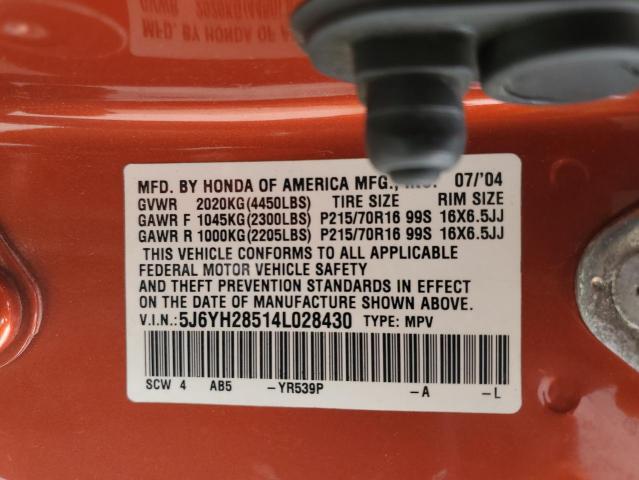 MFD. BY HONDA OF AMERICA MFG., INC. 07/'04
GVWR 2020KG(4450LBS) TIRE SIZE RIM SIZE
GAWR F 1045KG(2300LBS) P215/70R16 99S 16X6.5JJ
GAWR R 1000KG(2205LBS) P215/70R16 99S 16X6.5JJ
THIS VEHICLE CONFORMS TO ALL APPLICABLE
FEDERAL MOTOR VEHICLE SAFETY
AND THEFT PREVENTION STANDARDS IN EFFECT
ON THE DATE OF MANUFACTURE SHOWN ABOVE.
V.I.N.:5J6YH28514L028430 TYPE: MPV
SCW 4 AB5 -YR539P -A -L